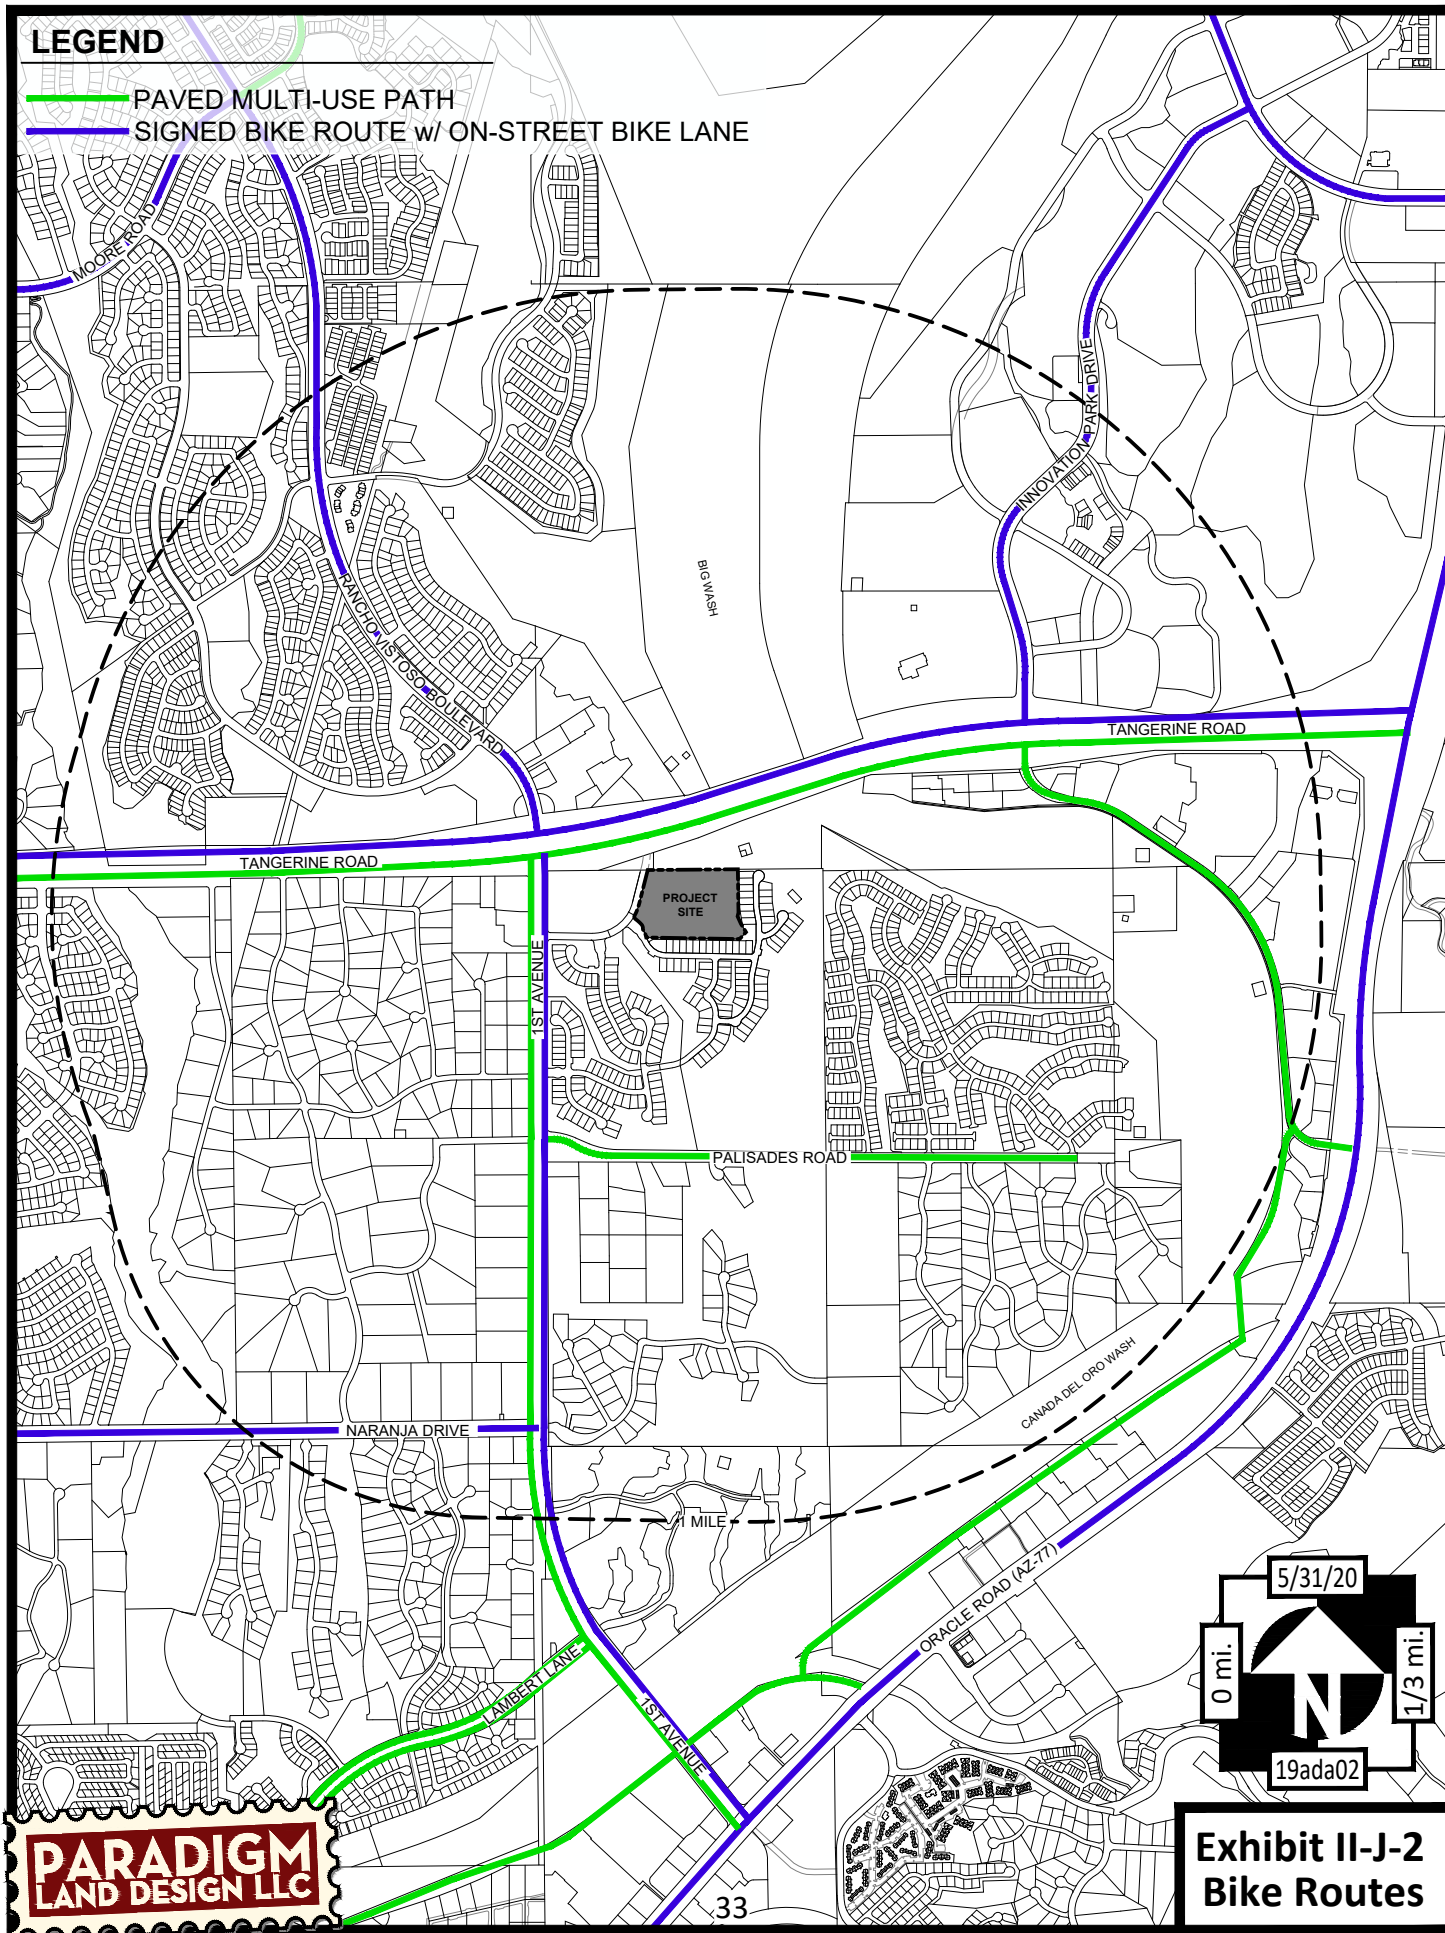 LEGEND
PAVED MULTI-USE PATH
SIGNED BIKE ROUTE w/ ON-STREET BIKE LANE
MOORE ROAD
INNOVATION PARK DRIVE
BIG WASH
RANCHO VISTOSO BOULEVARD
TANGERINE ROAD
TANGERINE ROAD
PROJECT
SITE
1ST AVENUE
PALISADES ROAD
CANADA DEL ORO WASH
NARANJA DRIVE
1 MILE
ORACLE ROAD (AZ-77)
LAMBERT LANE
1ST AVENUE
5/31/20
0 mi.
1/3 mi.
N
19ada02
PARADIGM
LAND DESIGN LLC
Exhibit II-J-2
Bike Routes
33